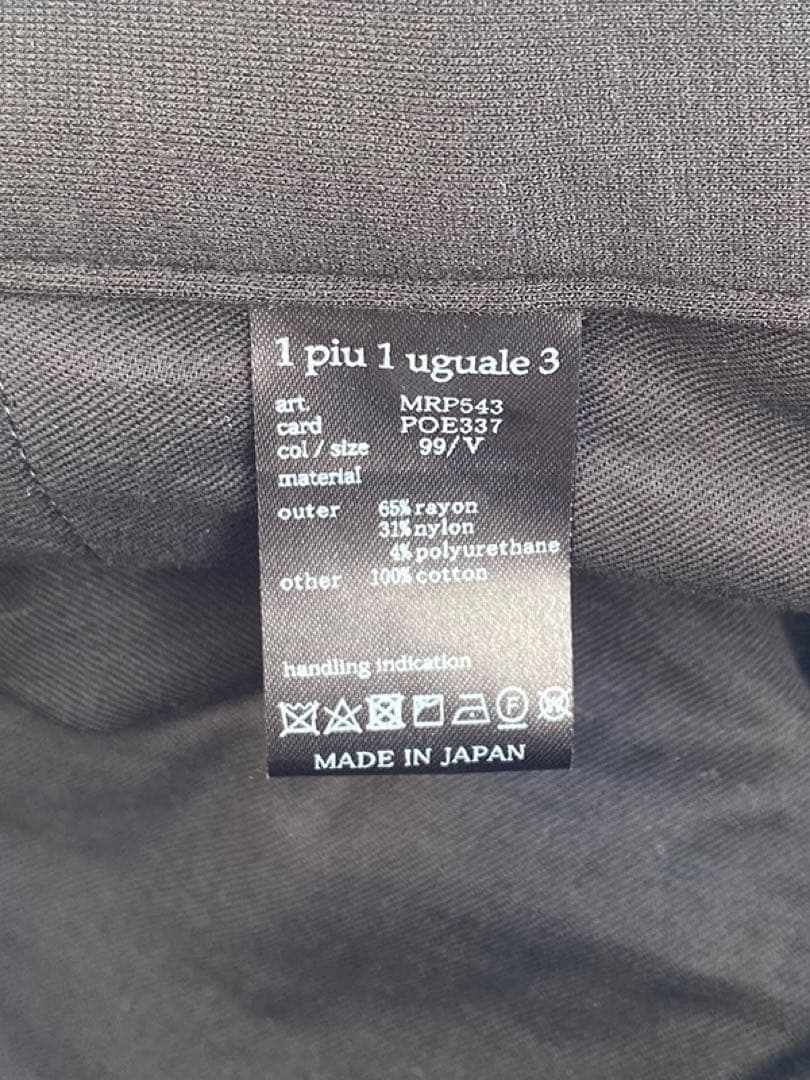 1 piu 1 uguale 3
art. MRP543
card POE337
col / size 99/V
material
outer 65% rayon
31% nylon
4% polyurethane
other 100% cotton
handling indication
F W
MADE IN JAPAN